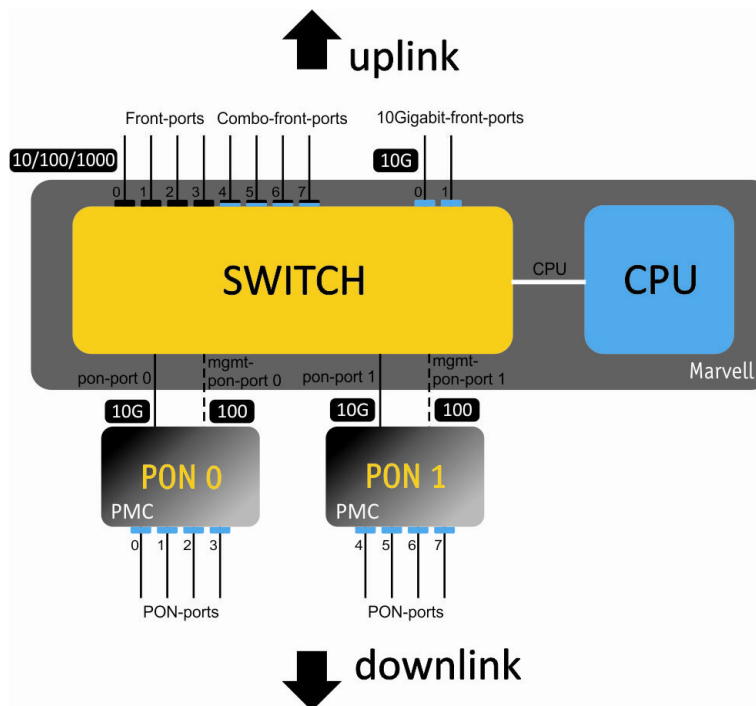 uplink
Front-ports
Combo-front-ports
10Gigabit-front-ports
10/100/1000
10G
0
1
2
3
4
5
6
7
0
1
SWITCH
CPU
CPU
pon-port 0
mgmt-
pon-port 0
pon-port 1
mgmt-
pon-port 1
Marvell
10G
100
10G
100
PON 0
PMC
PON 1
PMC
0
1
2
3
4
5
6
7
PON-ports
PON-ports
downlink